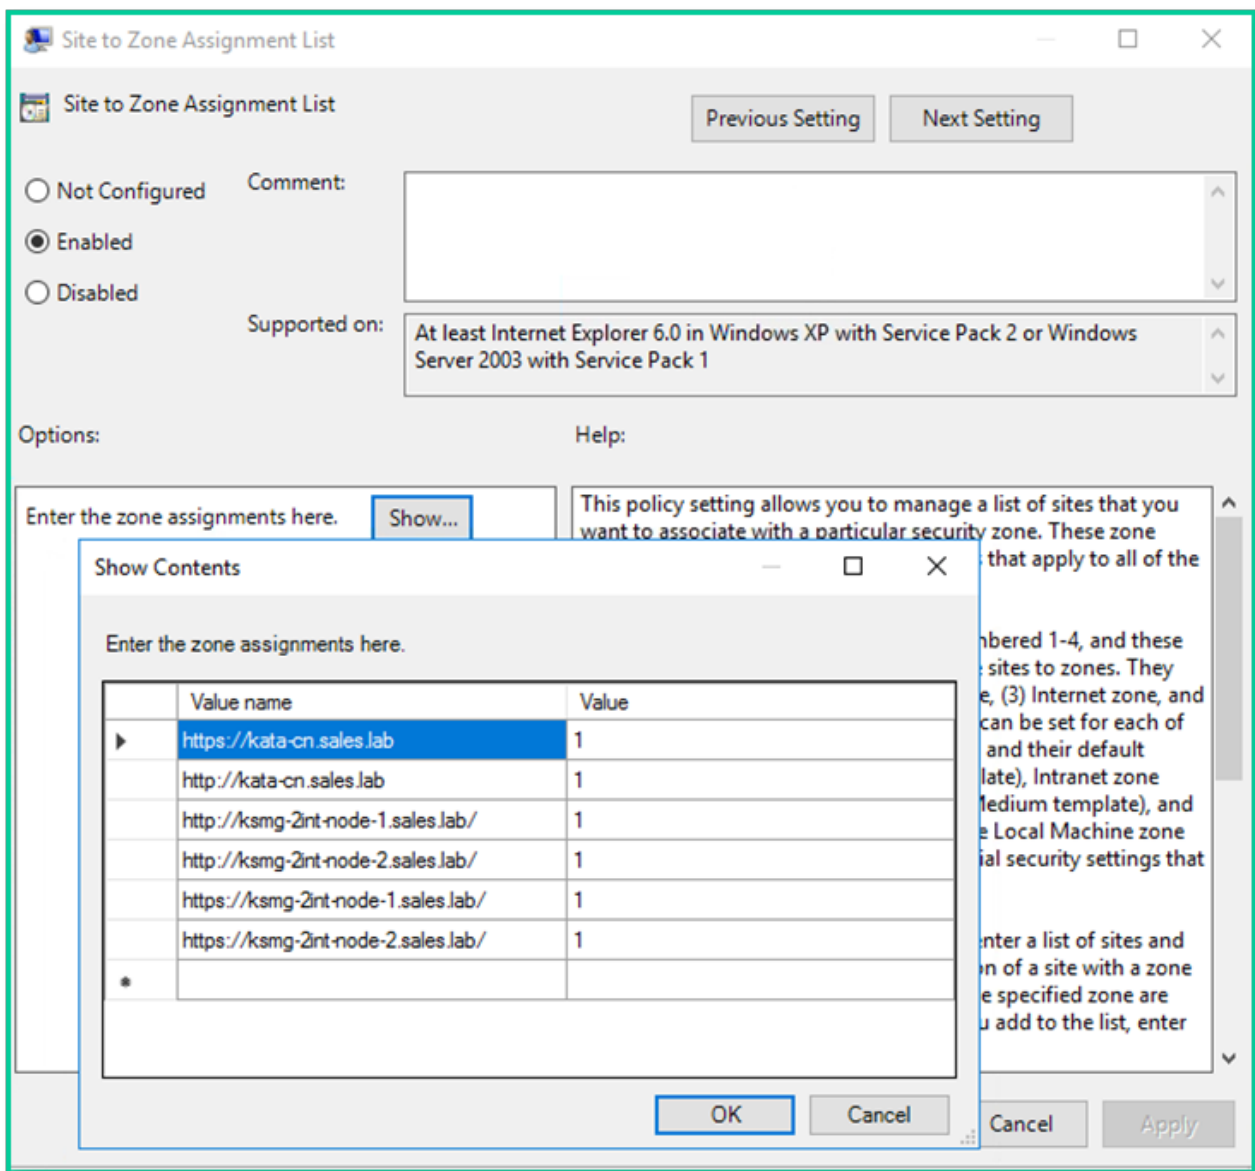 Site to Zone Assignment List
Site to Zone Assignment List
Previous Setting
Next Setting
Not Configured
Enabled
Disabled
Comment:
Supported on:
At least Internet Explorer 6.0 in Windows XP with Service Pack 2 or Windows
Server 2003 with Service Pack 1
Options:
Help:
Enter the zone assignments here.
Show...
This policy setting allows you to manage a list of sites that you
want to associate with a particular security zone. These zone
that apply to all of the
Show Contents
Enter the zone assignments here.
Value name Value
https://kata-cn.sales.lab 1
http://kata-cn.sales.lab 1
http://ksmg-2int-node-1.sales.lab/ 1
http://ksmg-2int-node-2.sales.lab/ 1
https://ksmg-2int-node-1.sales.lab/ 1
https://ksmg-2int-node-2.sales.lab/ 1
OK
Cancel
1-4, and these
sites to zones. They
(3) Internet zone, and
can be set for each of
and their default
Intranet zone
template), and
Local Machine zone
security settings that
enter a list of sites and
of a site with a zone
specified zone are
add to the list, enter
Cancel
Apply